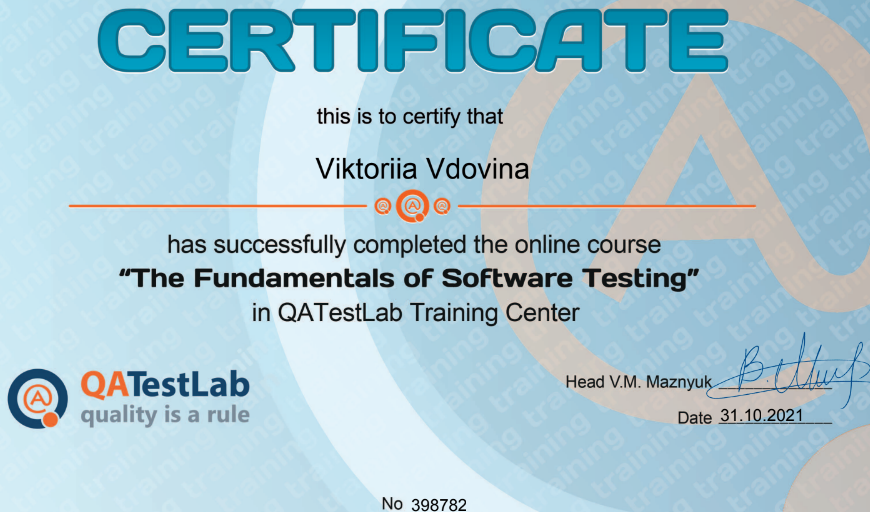 CERTIFICATE
this is to certify that
Viktoriia Vdovina
has successfully completed the online course
“The Fundamentals of Software Testing”
in QATestLab Training Center
QATestLab
quality is a rule
Head V.M. Maznyuk
Date 31.10.2021
No 398782